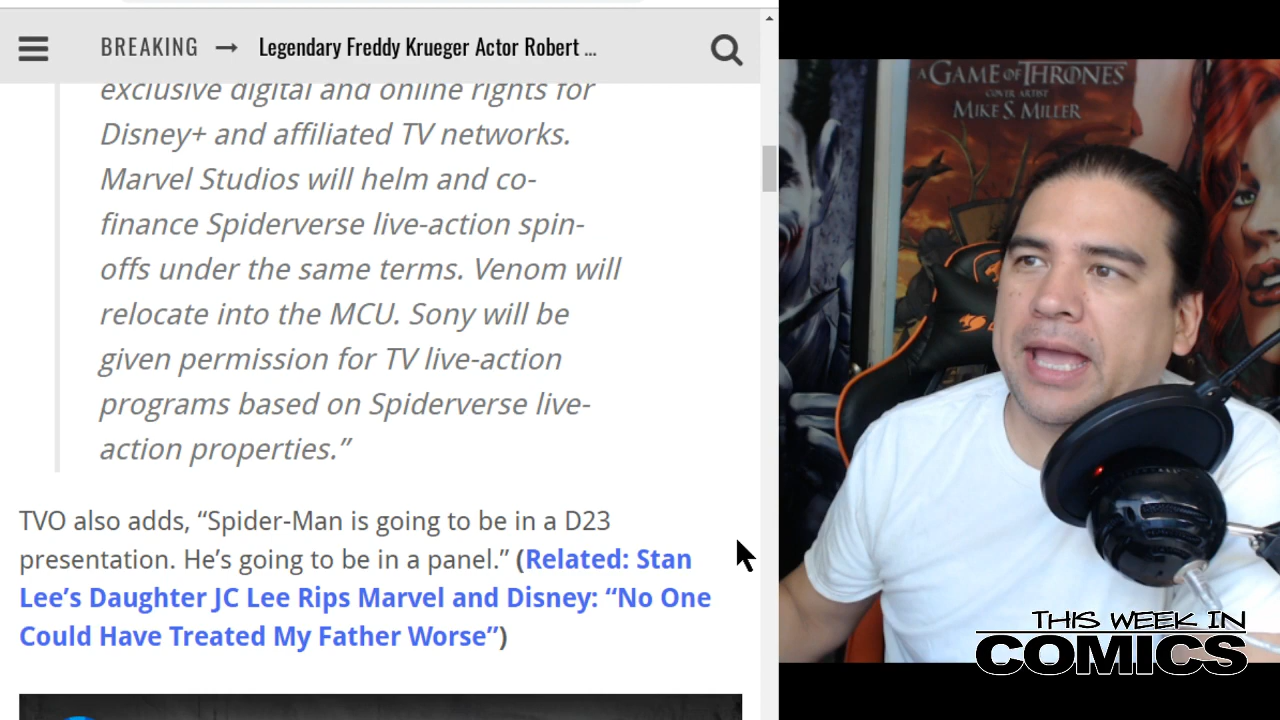 BREAKING → Legendary Freddy Krueger Actor Robert ...
exclusive digital and online rights for
Disney+ and affiliated TV networks.
Marvel Studios will helm and co-
finance Spiderverse live-action spin-
offs under the same terms. Venom will
relocate into the MCU. Sony will be
given permission for TV live-action
programs based on Spiderverse live-
action properties.”
TVO also adds, “Spider-Man is going to be in a D23
presentation. He’s going to be in a panel.” (Related: Stan
Lee’s Daughter JC Lee Rips Marvel and Disney: “No One
Could Have Treated My Father Worse”)
A GAME OF THRONES
COVER ARTIST
MIKE S. MILLER
THIS WEEK IN
COMICS